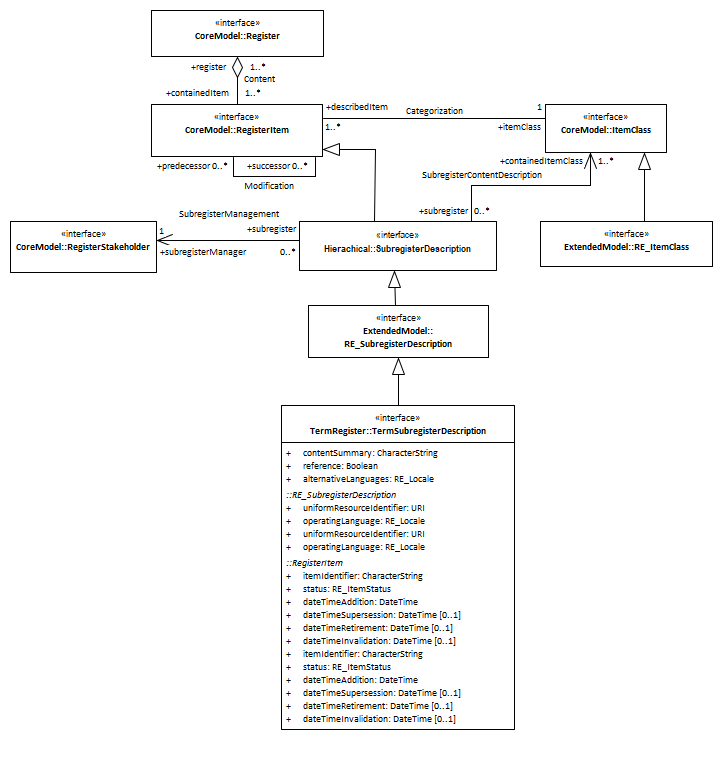 «interface»
CoreModel::Register
+register 1..*
Content
+containedItem 1..*
«interface»
CoreModel::RegisterItem
+describedItem
1..*
Categorization
1
+itemClass
«interface»
CoreModel::ItemClass
+predecessor 0..*
+successor 0..*
Modification
+containedItemClass 1..*
SubregisterContentDescription
+subregister 0..*
«interface»
CoreModel::RegisterStakeholder
SubregisterManagement
1
+subregister
+subregisterManager
0..*
«interface»
Hierachical::SubregisterDescription
«interface»
ExtendedModel::RE_ItemClass
«interface»
ExtendedModel::
RE_SubregisterDescription
«interface»
TermRegister::TermSubregisterDescription
+ contentSummary: CharacterString
+ reference: Boolean
+ alternativeLanguages: RE_Locale
::RE_SubregisterDescription
+ uniformResourceIdentifier: URI
+ operatingLanguage: RE_Locale
+ uniformResourceIdentifier: URI
+ operatingLanguage: RE_Locale
::RegisterItem
+ itemIdentifier: CharacterString
+ status: RE_ItemStatus
+ dateTimeAddition: DateTime
+ dateTimeSupersession: DateTime [0..1]
+ dateTimeRetirement: DateTime [0..1]
+ dateTimeInvalidation: DateTime [0..1]
+ itemIdentifier: CharacterString
+ status: RE_ItemStatus
+ dateTimeAddition: DateTime
+ dateTimeSupersession: DateTime [0..1]
+ dateTimeRetirement: DateTime [0..1]
+ dateTimeInvalidation: DateTime [0..1]